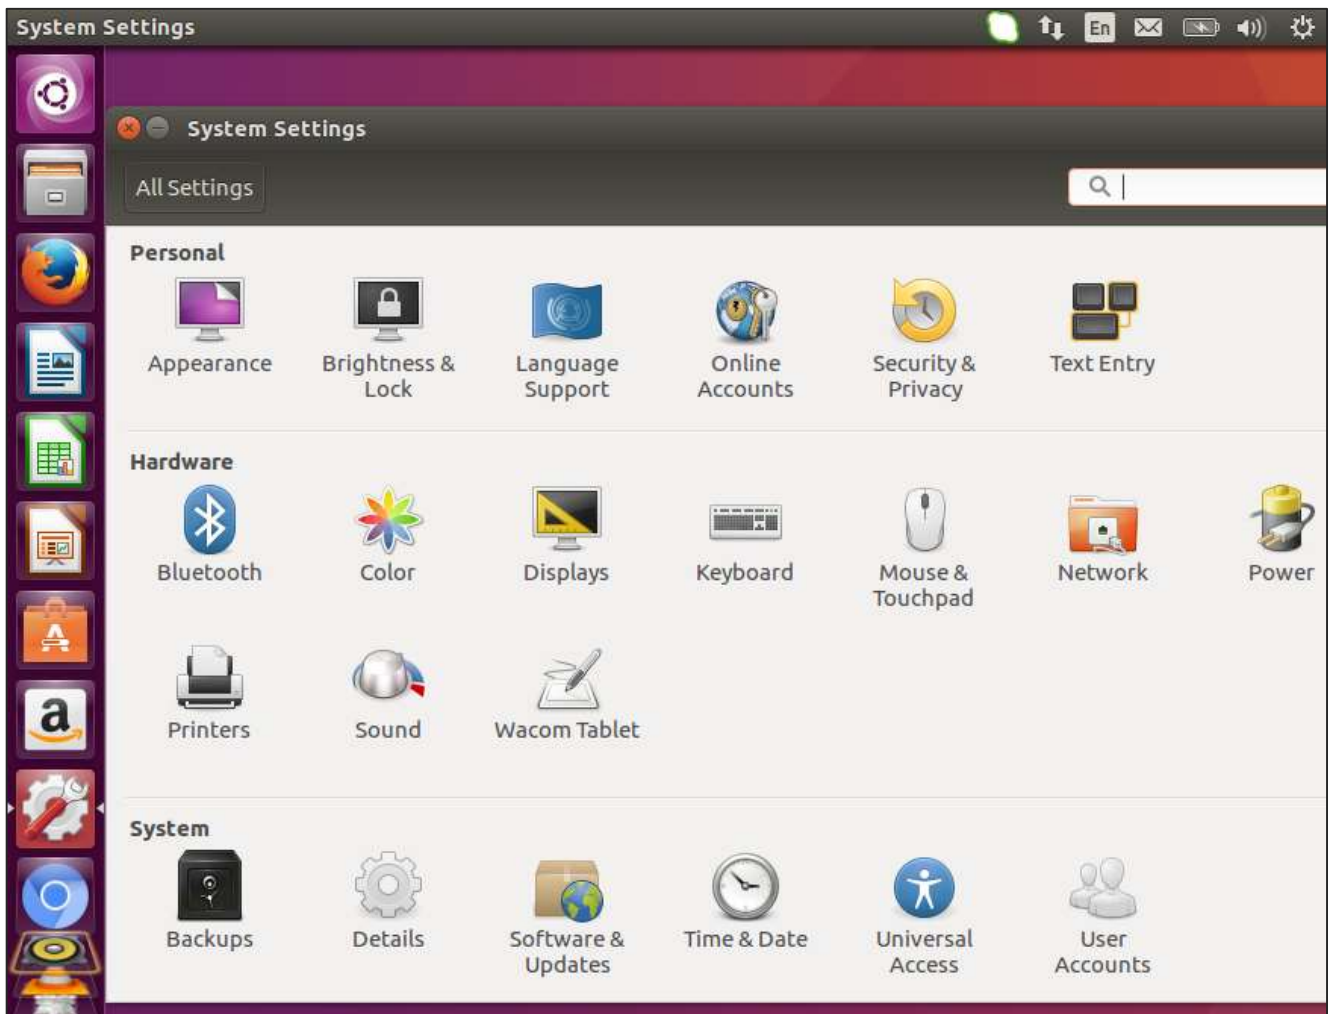 System Settings
En
System Settings
All Settings
Personal
Appearance
Brightness &
Lock
Language
Support
Online
Accounts
Security &
Privacy
Text Entry
Hardware
Bluetooth
Color
Displays
Keyboard
Mouse &
Touchpad
Network
Power
Printers
Sound
Wacom Tablet
System
Backups
Details
Software &
Updates
Time & Date
Universal
Access
User
Accounts
a